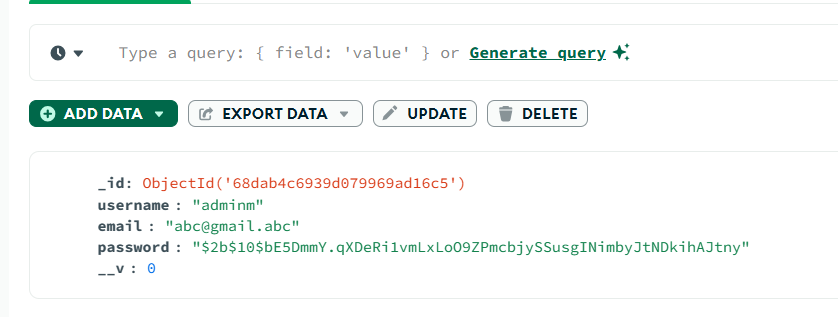 Type a query: { field: 'value' } or Generate query
ADD DATA EXPORT DATA UPDATE DELETE
_id: ObjectId('68dab4c6939d079969ad16c5')
username : "adminm"
email : "abc@gmail.abc"
password : "$2b$10$bE5DmmY.qXDeRi1vmLxLoO9ZPmcbjySSusgINimbyJtNDkihAJtny"
__v : 0